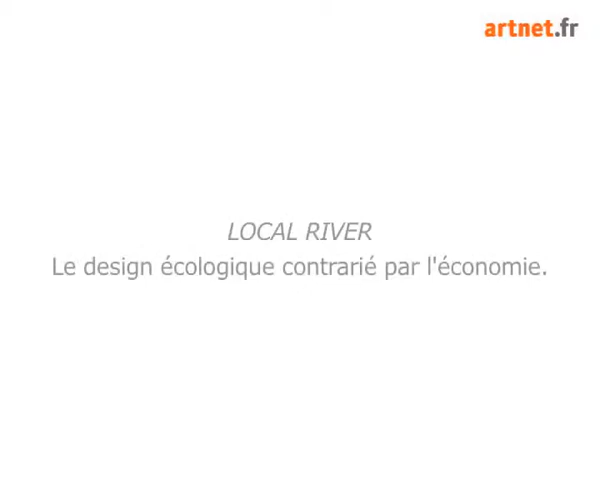 artnet.fr
LOCAL RIVER
Le design écologique contrarié par l'économie.